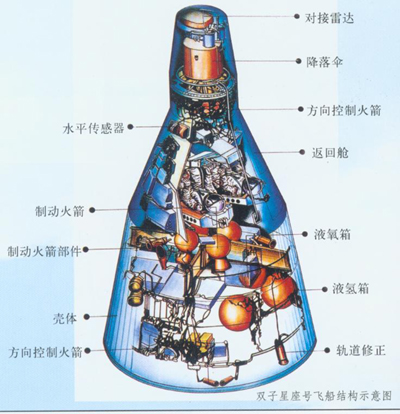 对接雷达
降落伞
方向控制火箭
水平传感器
返回舱
制动火箭
液氧箱
制动火箭部件
液氢箱
壳体
方向控制火箭
轨道修正
双子星座号飞船结构示意图